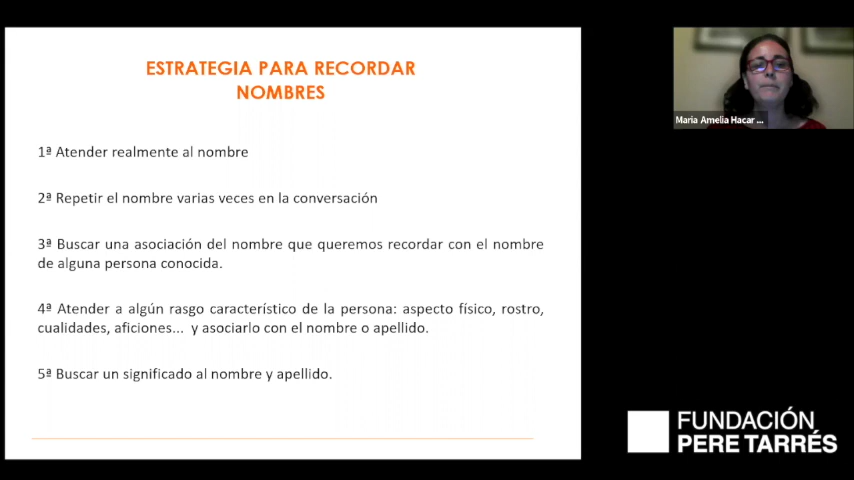 ESTRATEGIA PARA RECORDAR
NOMBRES
1ª Atender realmente al nombre
2ª Repetir el nombre varias veces en la conversación
3ª Buscar una asociación del nombre que queremos recordar con el nombre
de alguna persona conocida.
4ª Atender a algún rasgo característico de la persona: aspecto físico, rostro,
cualidades, aficiones... y asociarlo con el nombre o apellido.
5ª Buscar un significado al nombre y apellido.
Maria Amelia Hacar ...
FUNDACIÓN
PERE TARRÉS